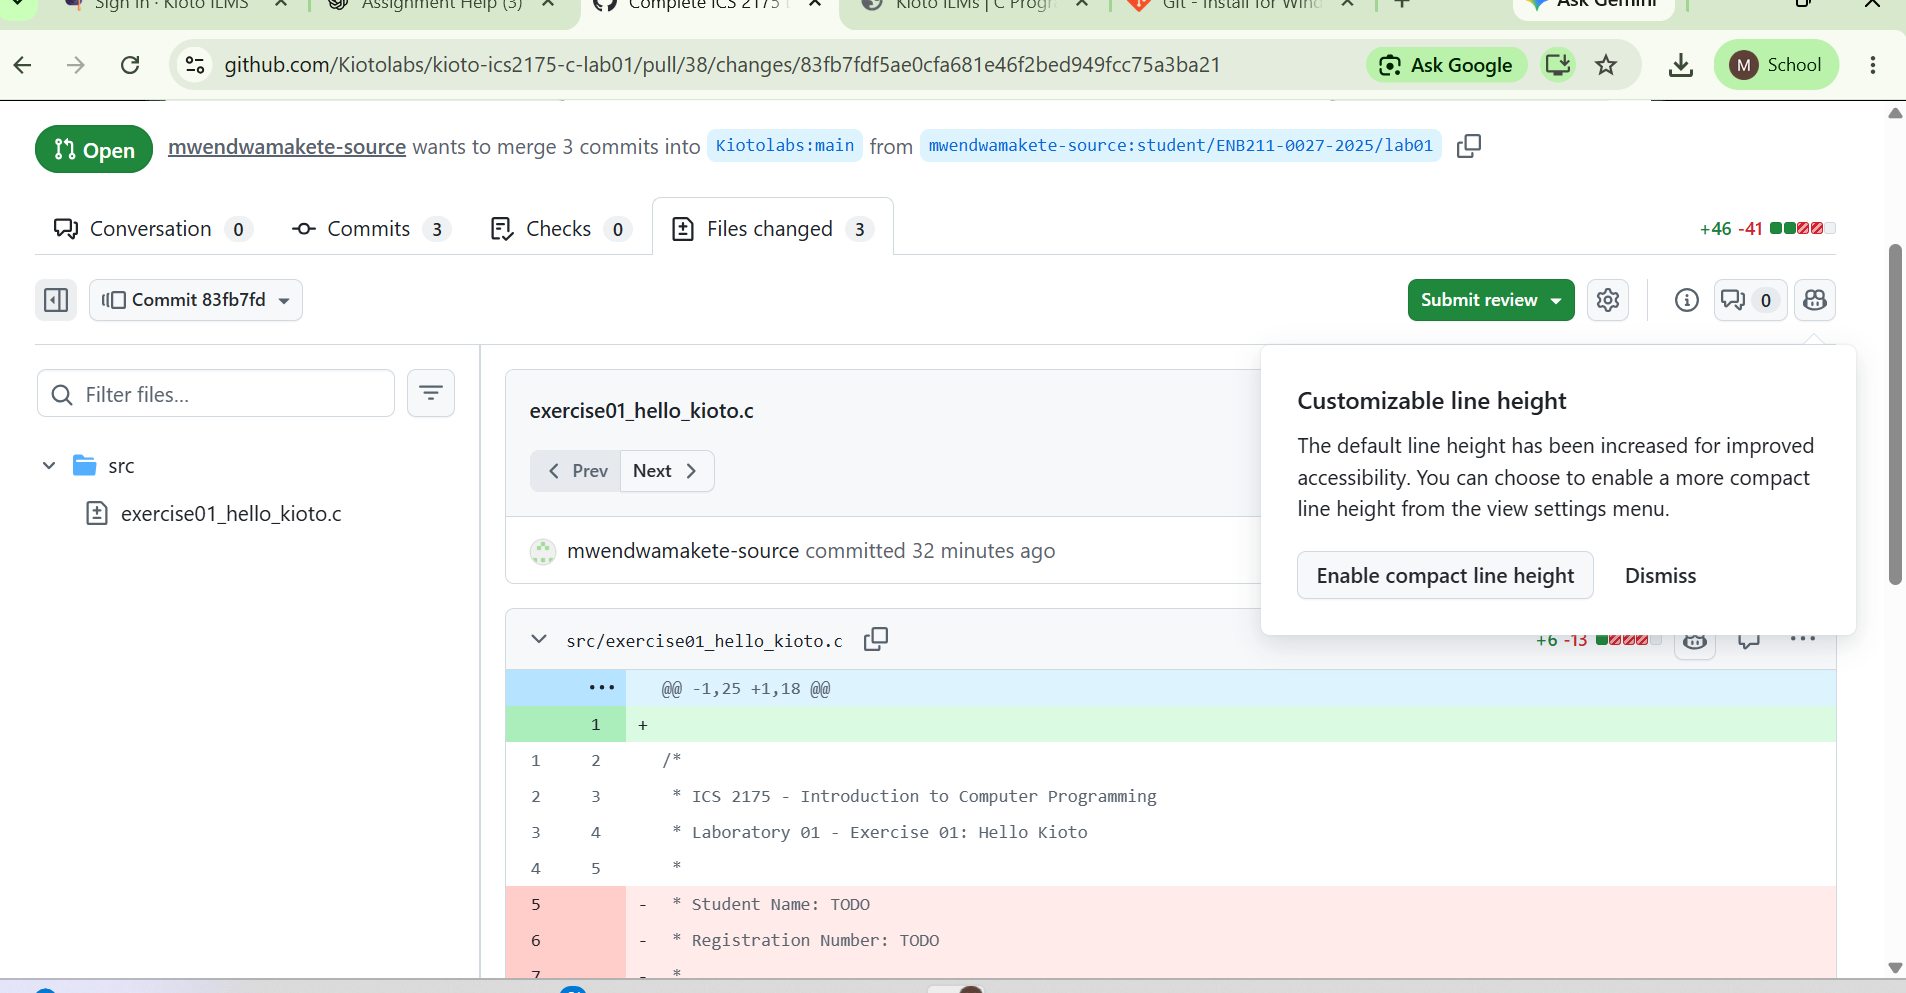 Sign in · Kioto ILMS
Assignment Help (3)
Complete ICS 2175 L
Kioto ILMs | C Progr
Git - Install for Wind
Ask Gemini
github.com/Kiotolabs/kioto-ics2175-c-lab01/pull/38/changes/83fb7fdf5ae0cfa681e46f2bed949fcc75a3ba21
Ask Google
M School
Open
mwendwamakete-source wants to merge 3 commits into Kiotolabs:main from mwendwamakete-source:student/ENB211-0027-2025/lab01
Conversation 0
Commits 3
Checks 0
Files changed 3
+46 -41
Commit 83fb7fd
Submit review
0
Filter files...
src
exercise01_hello_kioto.c
exercise01_hello_kioto.c
Prev
Next
mwendwamakete-source committed 32 minutes ago
Customizable line height
The default line height has been increased for improved
accessibility. You can choose to enable a more compact
line height from the view settings menu.
Enable compact line height
Dismiss
src/exercise01_hello_kioto.c
+6 -13
@@ -1,25 +1,18 @@
1 +
1 2 /*
2 3 * ICS 2175 - Introduction to Computer Programming
3 4 * Laboratory 01 - Exercise 01: Hello Kioto
4 5 *
5 - * Student Name: TODO
6 - * Registration Number: TODO
7 - *